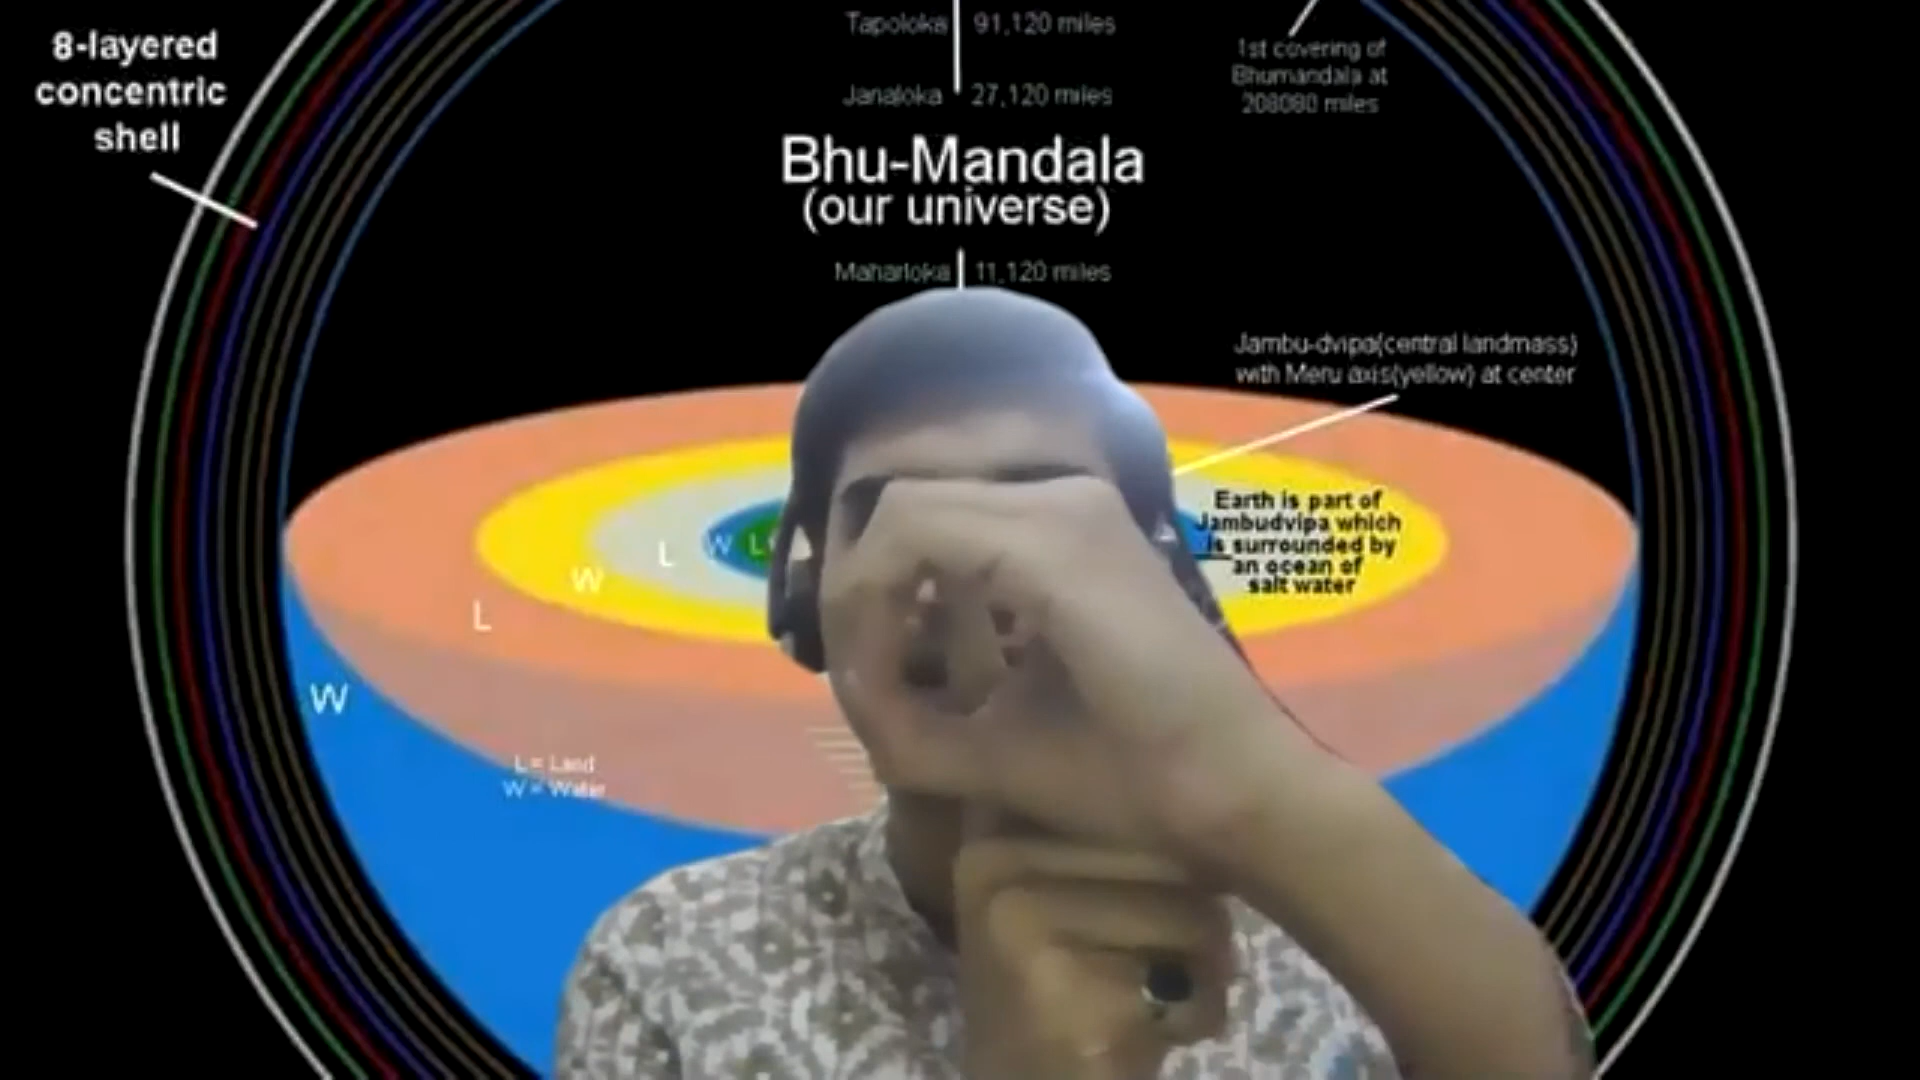 8-layered
concentric
shell
Tapoloka 91,120 miles
Janaloka 27,120 miles
1st covering of
Bhumandala at
208080 miles
Bhu-Mandala
(our universe)
Maharloka 11,120 miles
Jambu-dvipa(central landmass)
with Meru axis(yellow) at center
Earth is part of
Jambudvipa which
is surrounded by
an ocean of
salt water
W L
L
W
L
W
L = Land
W = Water